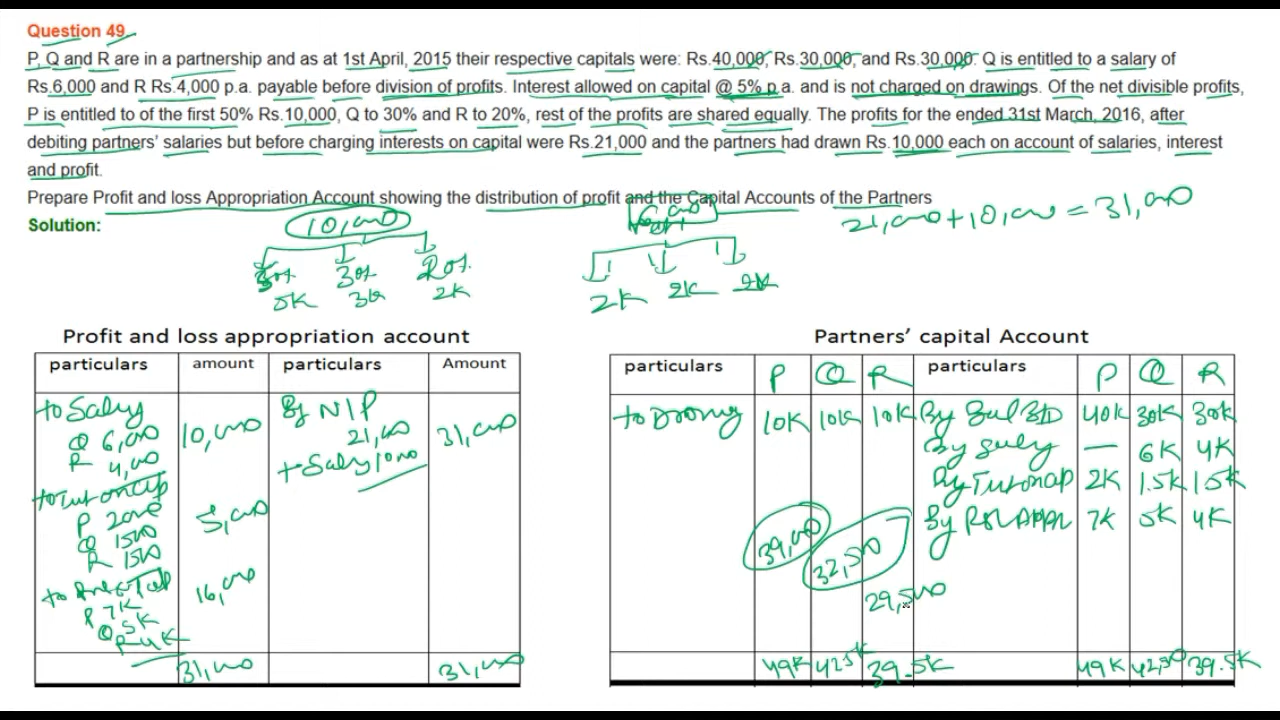 Question 49
P, Q and R are in a partnership and as at 1st April, 2015 their respective capitals were: Rs.40,000, Rs.30,000, and Rs.30,000. Q is entitled to a salary of
Rs.6,000 and R Rs.4,000 p.a. payable before division of profits. Interest allowed on capital @ 5% p.a. and is not charged on drawings. Of the net divisible profits,
P is entitled to of the first 50% Rs.10,000, Q to 30% and R to 20%, rest of the profits are shared equally. The profits for the ended 31st March, 2016, after
debiting partners' salaries but before charging interests on capital were Rs.21,000 and the partners had drawn Rs.10,000 each on account of salaries, interest
and profit.
Prepare Profit and loss Appropriation Account showing the distribution of profit and the Capital Accounts of the Partners
Solution:
10,000
6,000
21,000 + 10,000 = 31,000
30% 20%
5K 3K 2K
2K 2K 2K
Profit and loss appropriation account
particulars amount particulars Amount
to Salary 10,000 By N/P 31,000
Q 6,000 21,000
R 4,000 + Salary
5,000
P 2000
Q 1500
R 1500
16,000
P 7K
Q 5K
R 4K
31,000 31,000
Partners' capital Account
particulars P Q R particulars P Q R
to Drawing 10K 10K 10K By Bal B/D 40K 30K 30K
By Salary — 6K 4K
2K 1.5K 1.5K
7K 5K 4K
39,000
32,500
29,500
49K 42.5K 39.5K 49K 42,500 39.5K